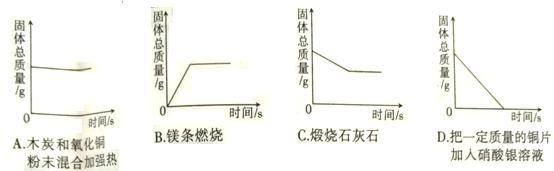 固体总质量/g
0
时间/s
A.木炭和氧化铜
粉末混合加强热
固体总质量/g
0
时间/s
B.镁条燃烧
固体总质量/g
0
时间/s
C.煅烧石灰石
固体总质量/g
0
时间/s
D.把一定质量的铜片
加入硝酸银溶液